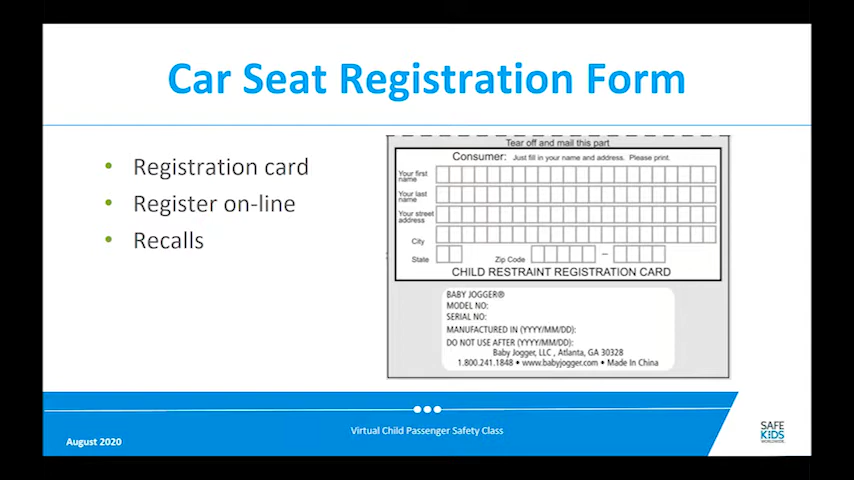 Car Seat Registration Form
• Registration card
• Register on-line
• Recalls
Tear off and mail this part
Consumer: Just fill in your name and address. Please print.
Your first
name
Your last
name
Your street
address
City
State Zip Code –
CHILD RESTRAINT REGISTRATION CARD
BABY JOGGER®
MODEL NO:
SERIAL NO:
MANUFACTURED IN (YYYY/MM/DD):
DO NOT USE AFTER (YYYY/MM/DD):
Baby Jogger, LLC , Atlanta, GA 30328
1.800.241.1848 • www.babyjogger.com • Made In China
August 2020
Virtual Child Passenger Safety Class
SAFE
KIDS
WORLDWIDE